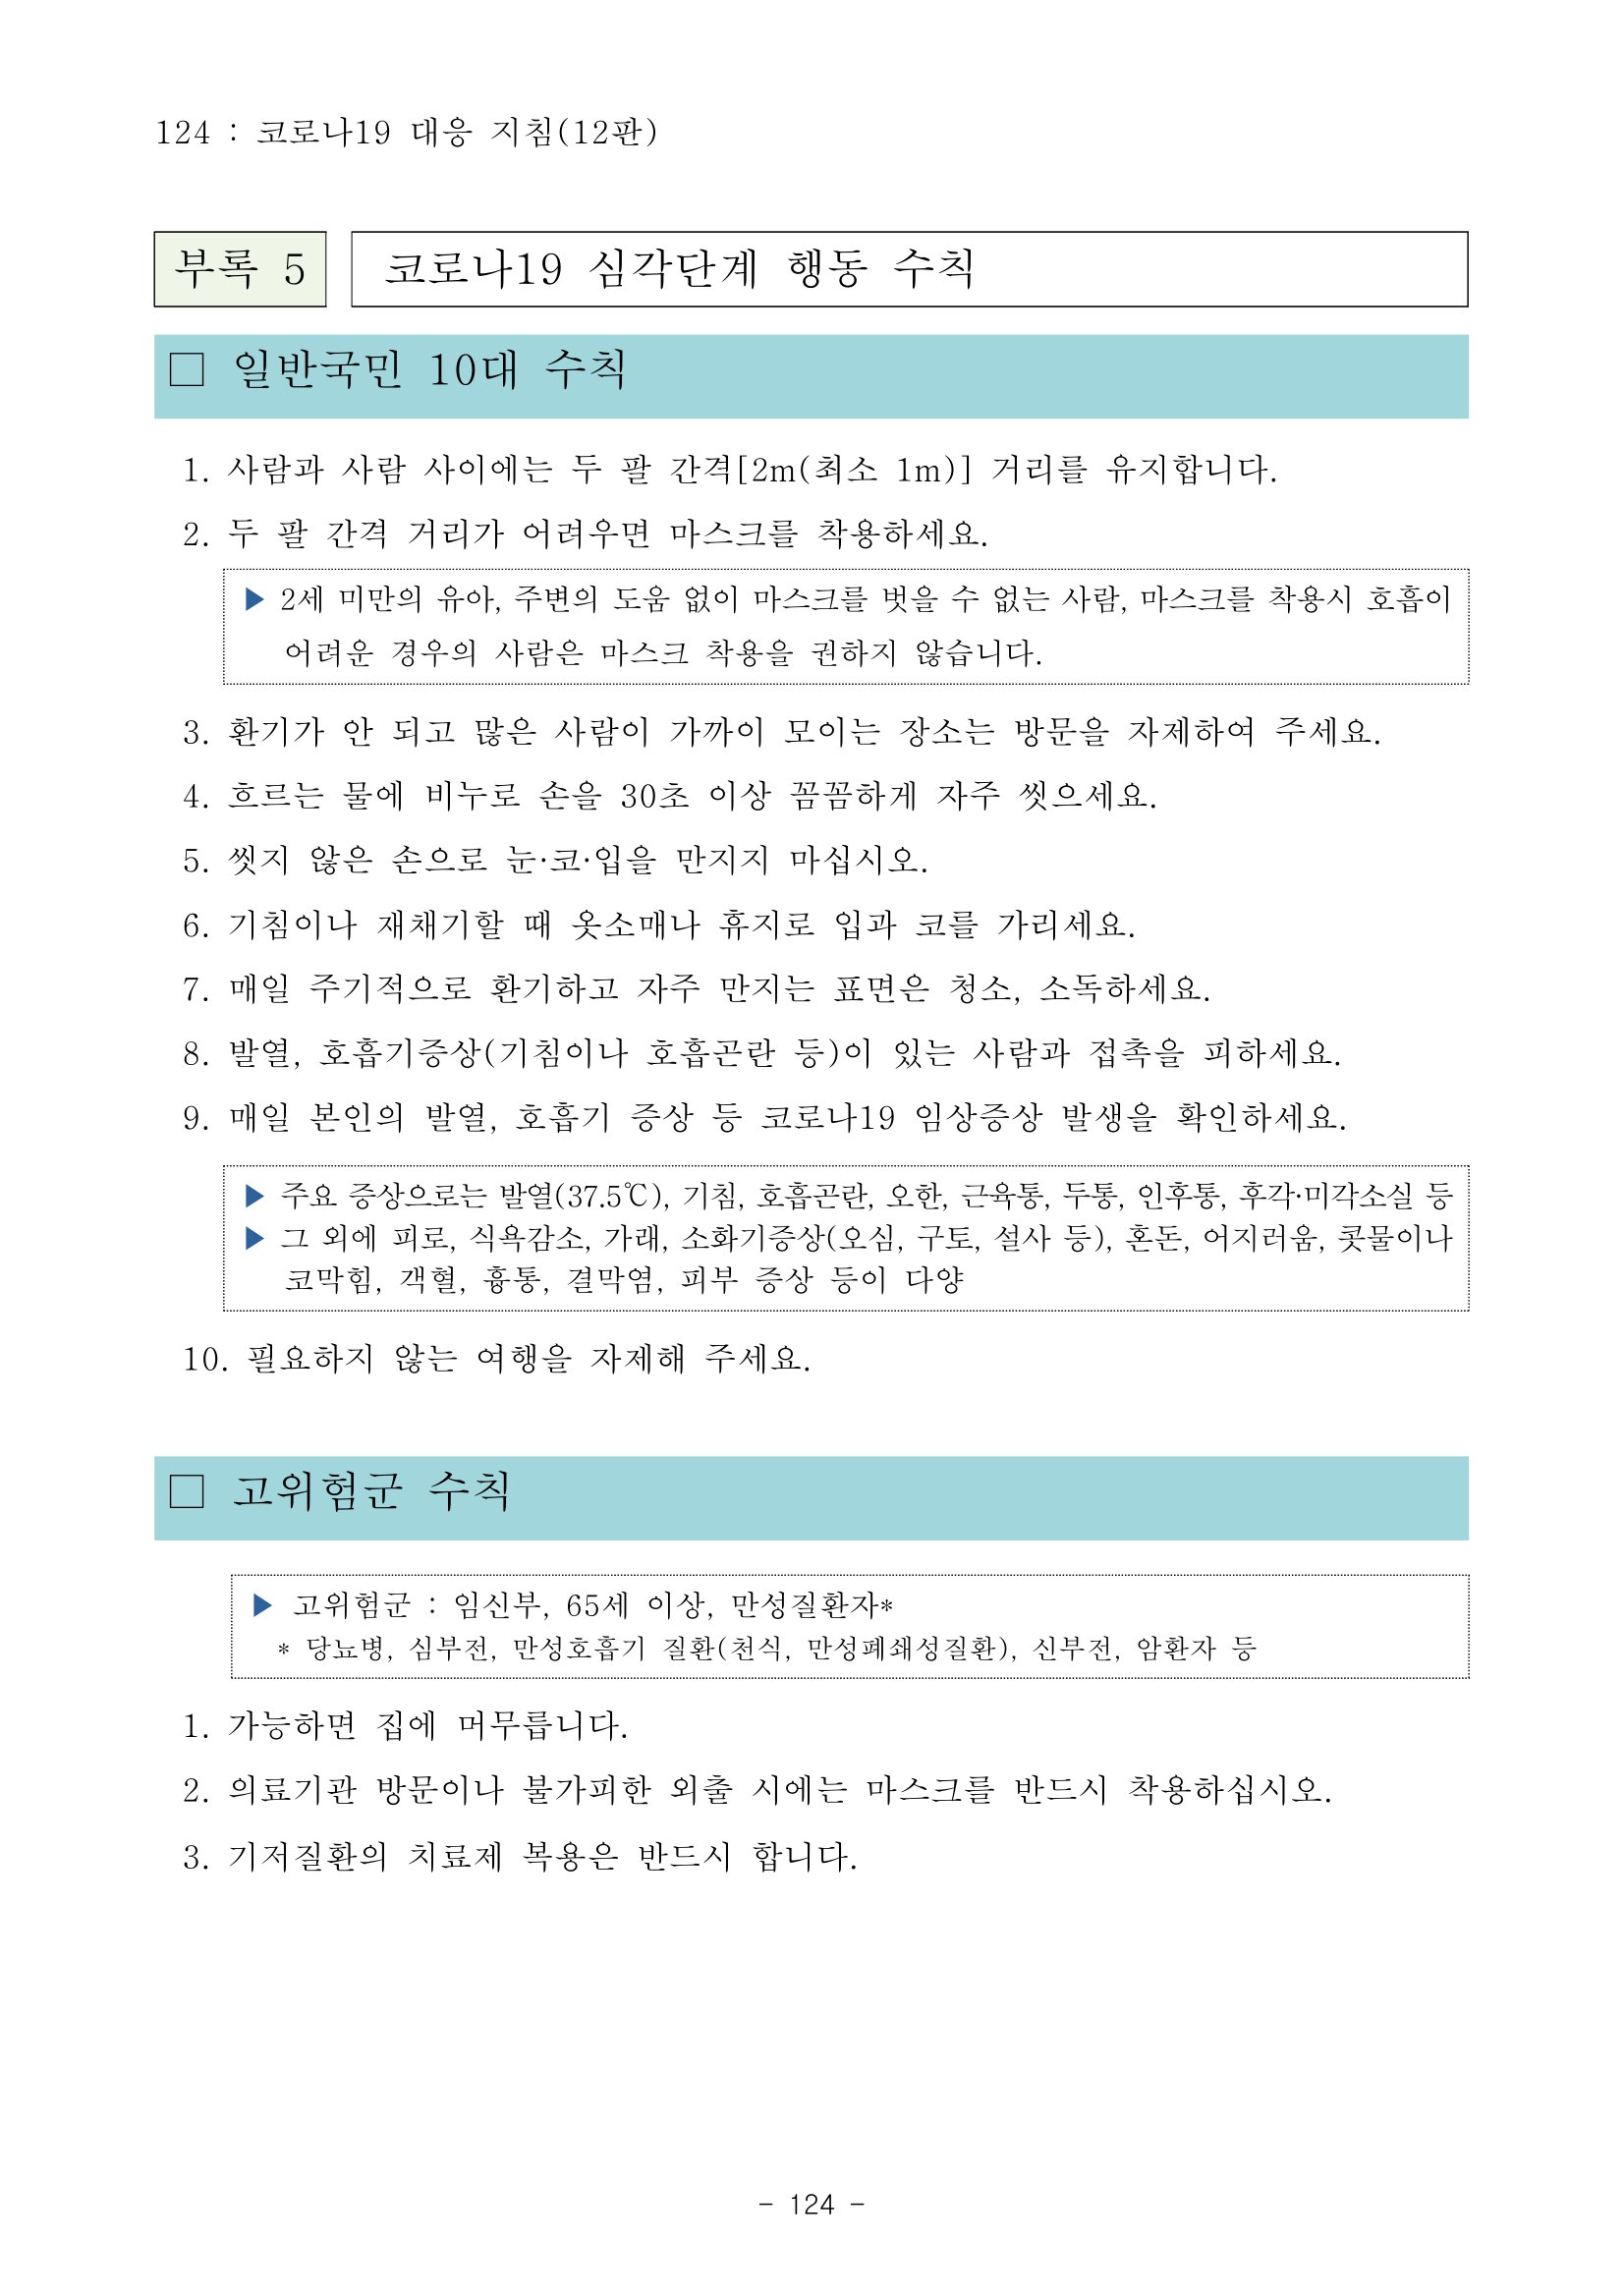 124 : 코로나19 대응 지침(12판)
부록 5
코로나19 심각단계 행동 수칙
□ 일반국민 10대 수칙
1. 사람과 사람 사이에는 두 팔 간격[2m(최소 1m)] 거리를 유지합니다.
2. 두 팔 간격 거리가 어려우면 마스크를 착용하세요.
▶ 2세 미만의 유아, 주변의 도움 없이 마스크를 벗을 수 없는 사람, 마스크를 착용시 호흡이
어려운 경우의 사람은 마스크 착용을 권하지 않습니다.
3. 환기가 안 되고 많은 사람이 가까이 모이는 장소는 방문을 자제하여 주세요.
4. 흐르는 물에 비누로 손을 30초 이상 꼼꼼하게 자주 씻으세요.
5. 씻지 않은 손으로 눈·코·입을 만지지 마십시오.
6. 기침이나 재채기할 때 옷소매나 휴지로 입과 코를 가리세요.
7. 매일 주기적으로 환기하고 자주 만지는 표면은 청소, 소독하세요.
8. 발열, 호흡기증상(기침이나 호흡곤란 등)이 있는 사람과 접촉을 피하세요.
9. 매일 본인의 발열, 호흡기 증상 등 코로나19 임상증상 발생을 확인하세요.
▶ 주요 증상으로는 발열(37.5℃), 기침, 호흡곤란, 오한, 근육통, 두통, 인후통, 후각·미각소실 등
▶ 그 외에 피로, 식욕감소, 가래, 소화기증상(오심, 구토, 설사 등), 혼돈, 어지러움, 콧물이나
코막힘, 객혈, 흉통, 결막염, 피부 증상 등이 다양
10. 필요하지 않는 여행을 자제해 주세요.
□ 고위험군 수칙
▶ 고위험군 : 임신부, 65세 이상, 만성질환자*
* 당뇨병, 심부전, 만성호흡기 질환(천식, 만성폐쇄성질환), 신부전, 암환자 등
1. 가능하면 집에 머무릅니다.
2. 의료기관 방문이나 불가피한 외출 시에는 마스크를 반드시 착용하십시오.
3. 기저질환의 치료제 복용은 반드시 합니다.
- 124 -